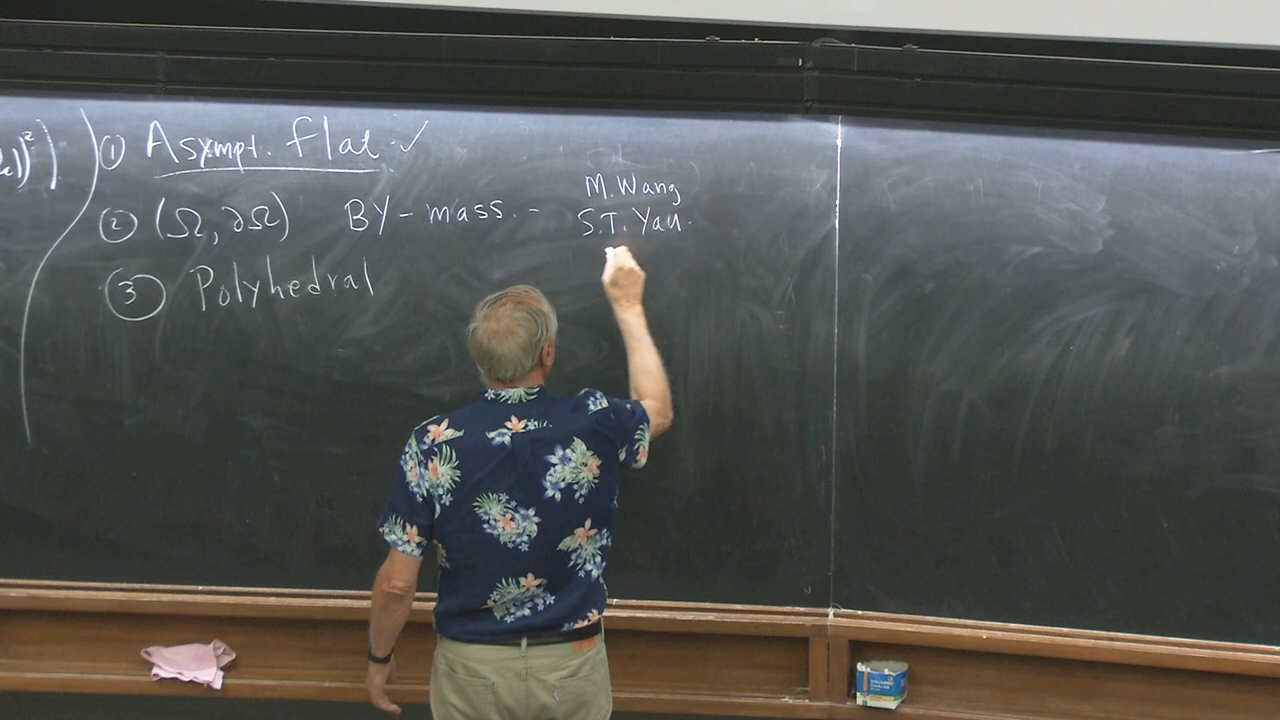 ① Asympt. flat ✓
② (Ω, ∂Ω) BY-mass. -
M. Wang
S.T. Yau.
③ Polyhedral